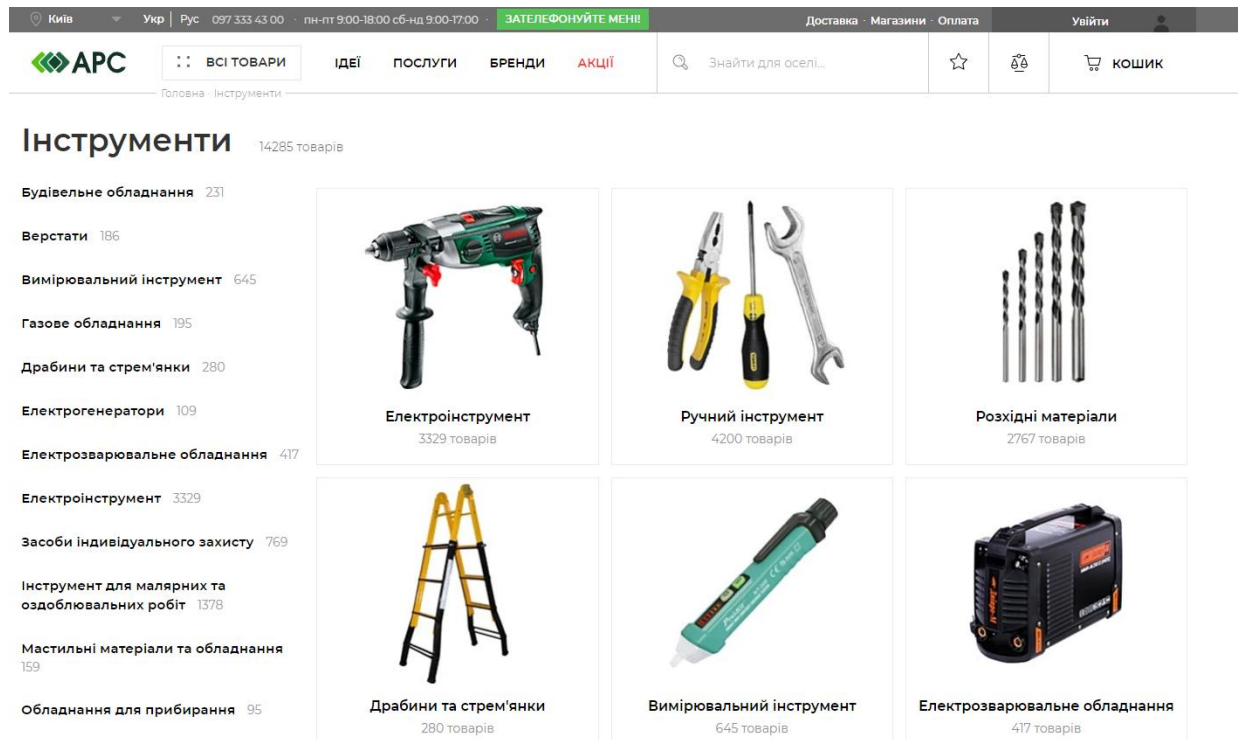 Київ Укр | Рус 097 333 43 00 · пн-пт 9:00-18:00 сб-нд 9:00-17:00 · ЗАТЕЛЕФОНУЙТЕ МЕНІ! Доставка · Магазини · Оплата Увійти
АРС ВСІ ТОВАРИ ІДЕЇ ПОСЛУГИ БРЕНДИ АКЦІЇ Знайти для оселі... КОШИК
Головна · Інструменти
Інструменти 14285 товарів
Будівельне обладнання 231
Верстати 186
Вимірювальний інструмент 645
Газове обладнання 195
Драбини та стрем'янки 280
Електрогенератори 109
Електрозварювальне обладнання 417
Електроінструмент 3329
Засоби індивідуального захисту 769
Інструмент для малярних та
оздоблювальних робіт 1378
Мастильні матеріали та обладнання
159
Обладнання для прибирання 95
Електроінструмент
3329 товарів
Ручний інструмент
4200 товарів
Розхідні матеріали
2767 товарів
Драбини та стрем'янки
280 товарів
Вимірювальний інструмент
645 товарів
Електрозварювальне обладнання
417 товарів